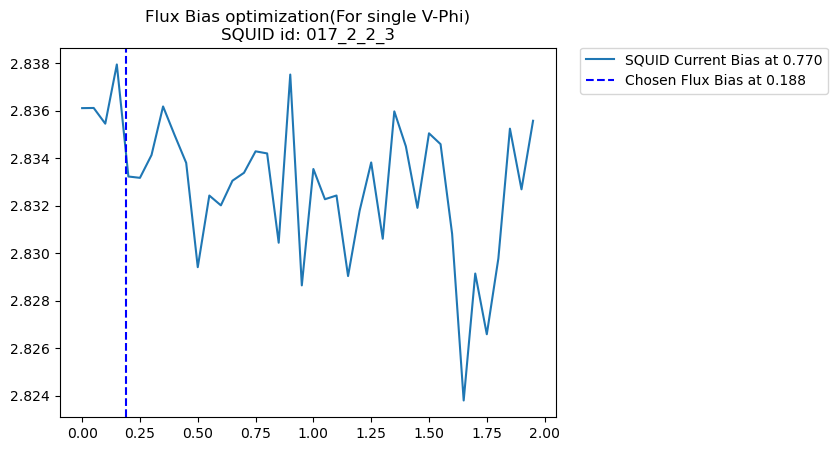 Flux Bias optimization(For single V-Phi)
SQUID id: 017_2_2_3
2.838
2.836
2.834
2.832
2.830
2.828
2.826
2.824
0.00 0.25 0.50 0.75 1.00 1.25 1.50 1.75 2.00
SQUID Current Bias at 0.770
Chosen Flux Bias at 0.188